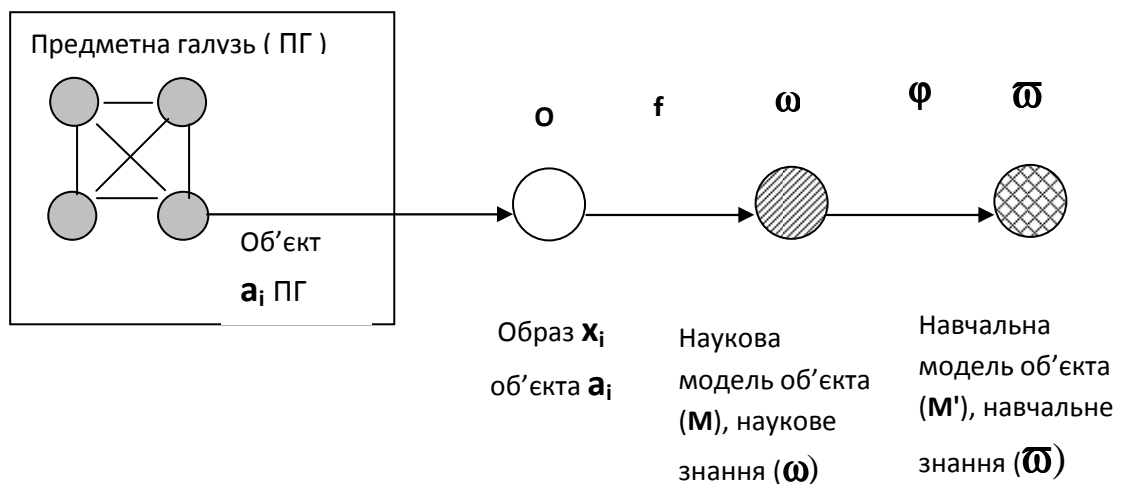 Предметна галузь ( ПГ )
О f ω φ ϖ
Об’єкт
aᵢ ПГ
Образ xᵢ
об’єкта aᵢ
Наукова
модель об’єкта
(М), наукове
знання (ω)
Навчальна
модель об’єкта
(М'), навчальне
знання (ϖ)